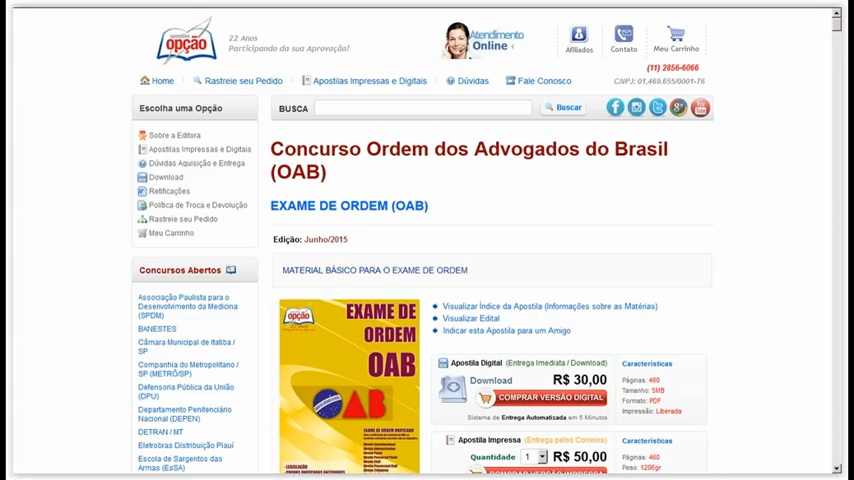 apostilas
opção
22 Anos
Participando da sua Aprovação!
Atendimento
Online
Afiliados
Contato
Meu Carrinho
(11) 2856-6066
CNPJ: 01.469.655/0001-76
Home
Rastreie seu Pedido
Apostilas Impressas e Digitais
Dúvidas
Fale Conosco
Escolha uma Opção
Sobre a Editora
Apostilas Impressas e Digitais
Dúvidas Aquisição e Entrega
Download
Retificações
Política de Troca e Devolução
Rastreie seu Pedido
Meu Carrinho
Concursos Abertos
Associação Paulista para o
Desenvolvimento da Medicina
(SPDM)
BANESTES
Câmara Municipal de Itatiba /
SP
Companhia do Metropolitano /
SP (METRÔ/SP)
Defensoria Pública da União
(DPU)
Departamento Penitenciário
Nacional (DEPEN)
DETRAN / MT
Eletrobras Distribuição Piauí
Escola de Sargentos das
Armas (EsSA)
BUSCA
Buscar
Concurso Ordem dos Advogados do Brasil
(OAB)
EXAME DE ORDEM (OAB)
Edição: Junho/2015
MATERIAL BÁSICO PARA O EXAME DE ORDEM
opção
22 anos
EXAME DE
ORDEM
OAB
OAB
EXAME DE ORDEM UNIFICADO
Visualizar Índice da Apostila (Informações sobre as Matérias)
Visualizar Edital
Indicar esta Apostila para um Amigo
Apostila Digital (Entrega Imediata / Download)
Download
R$ 30,00
COMPRAR VERSÃO DIGITAL
Sistema de Entrega Automatizada em 5 Minutos
Características
Páginas: 460
Tamanho: 5MB
Formato: PDF
Impressão: Liberada
Apostila Impressa (Entrega pelos Correios)
Quantidade 1
R$ 50,00
COMPRAR VERSÃO IMPRESSA
Características
Páginas: 460
Peso: 1206gr